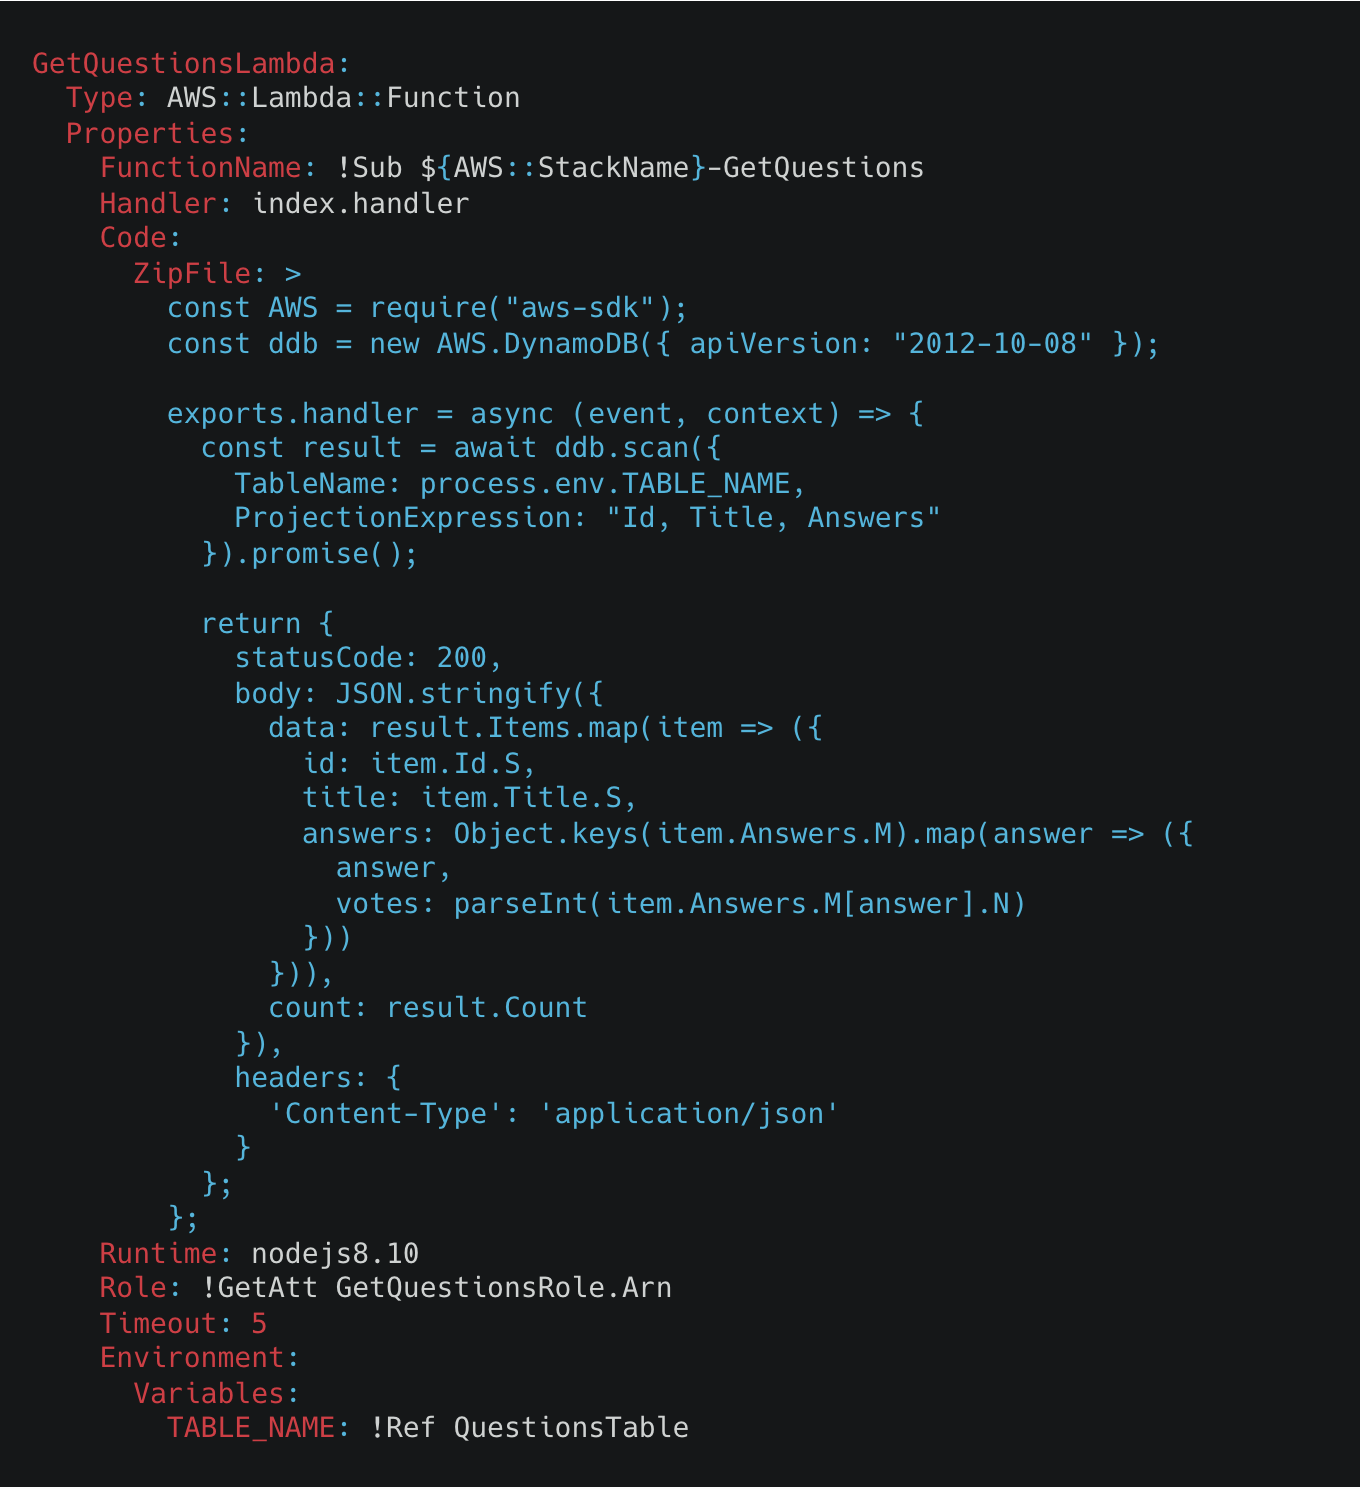 GetQuestionsLambda:
  Type: AWS::Lambda::Function
  Properties:
    FunctionName: !Sub ${AWS::StackName}-GetQuestions
    Handler: index.handler
    Code:
      ZipFile: >
        const AWS = require("aws-sdk");
        const ddb = new AWS.DynamoDB({ apiVersion: "2012-10-08" });

        exports.handler = async (event, context) => {
          const result = await ddb.scan({
            TableName: process.env.TABLE_NAME,
            ProjectionExpression: "Id, Title, Answers"
          }).promise();

          return {
            statusCode: 200,
            body: JSON.stringify({
              data: result.Items.map(item => ({
                id: item.Id.S,
                title: item.Title.S,
                answers: Object.keys(item.Answers.M).map(answer => ({
                  answer,
                  votes: parseInt(item.Answers.M[answer].N)
                }))
              })),
              count: result.Count
            }),
            headers: {
              'Content-Type': 'application/json'
            }
          };
        };
    Runtime: nodejs8.10
    Role: !GetAtt GetQuestionsRole.Arn
    Timeout: 5
    Environment:
      Variables:
        TABLE_NAME: !Ref QuestionsTable